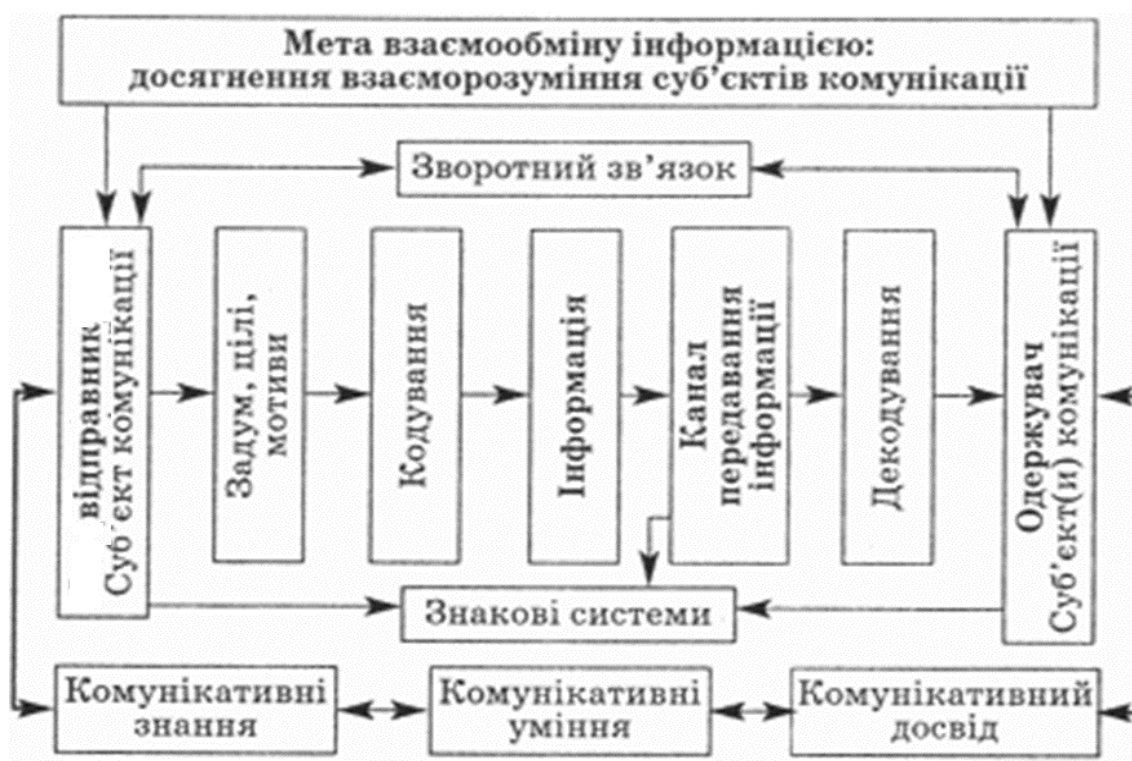 Мета взаємообміну інформацією:
досягнення взаєморозуміння суб’єктів комунікації
Зворотний зв’язок
відправник
Суб’єкт комунікації
Задум, цілі,
мотиви
Кодування
Інформація
Канал
передавання
інформації
Декодування
Одержувач
Суб’єкт(и) комунікації
Знакові системи
Комунікативні
знання
Комунікативні
уміння
Комунікативний
досвід